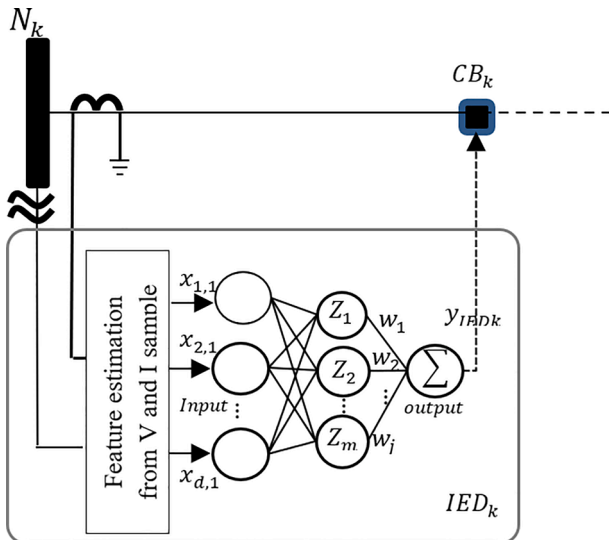 N_k
CB_k
Feature estimation
from V and I sample
x_{1,1}
x_{2,1}
Input
⋮
x_{d,1}
Z_1
Z_2
⋮
Z_m
w_1
w_2
⋮
w_j
∑
output
y_{IEDk}
IED_k